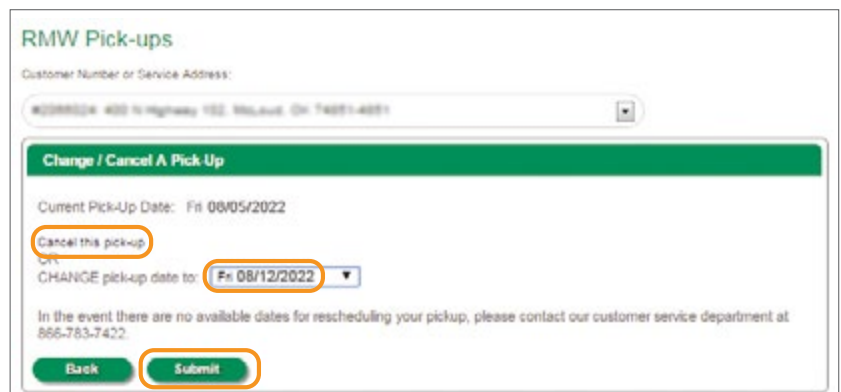 RMW Pick-ups
Customer Number or Service Address:
Change / Cancel A Pick-Up
Current Pick-Up Date: Fri 08/05/2022
Cancel this pick-up
OR
CHANGE pick-up date to: Fri 08/12/2022
In the event there are no available dates for rescheduling your pickup, please contact our customer service department at
866-783-7422.
Back Submit